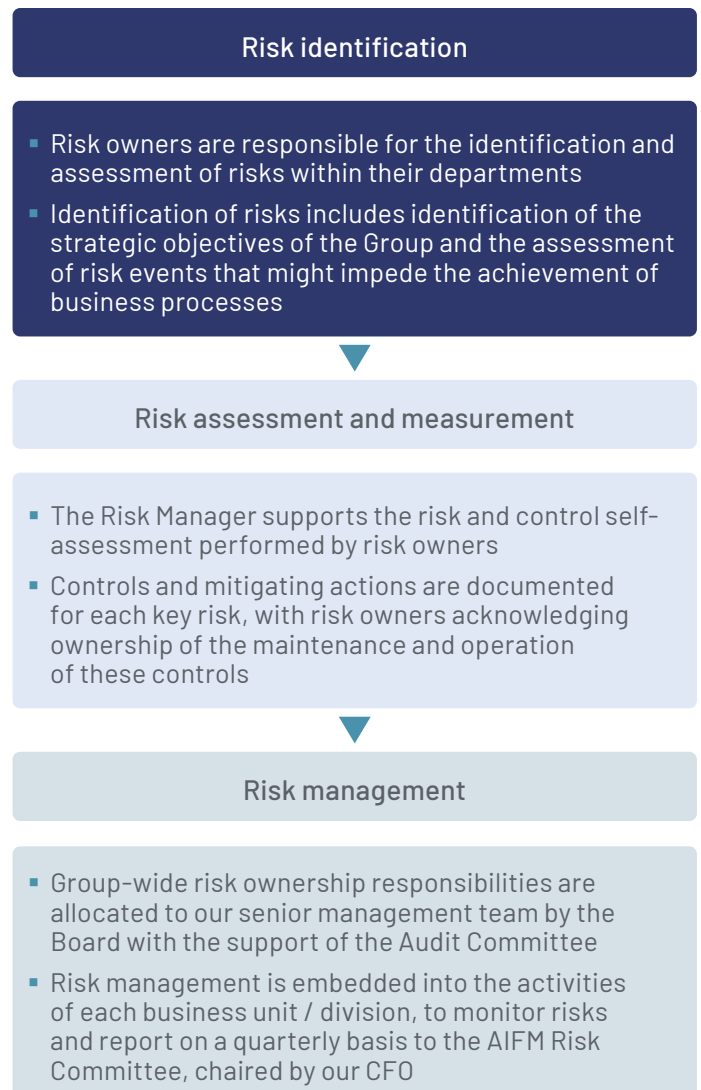 Risk identification
▪ Risk owners are responsible for the identification and
assessment of risks within their departments
▪ Identification of risks includes identification of the
strategic objectives of the Group and the assessment
of risk events that might impede the achievement of
business processes
Risk assessment and measurement
▪ The Risk Manager supports the risk and control self-
assessment performed by risk owners
▪ Controls and mitigating actions are documented
for each key risk, with risk owners acknowledging
ownership of the maintenance and operation
of these controls
Risk management
▪ Group-wide risk ownership responsibilities are
allocated to our senior management team by the
Board with the support of the Audit Committee
▪ Risk management is embedded into the activities
of each business unit / division, to monitor risks
and report on a quarterly basis to the AIFM Risk
Committee, chaired by our CFO